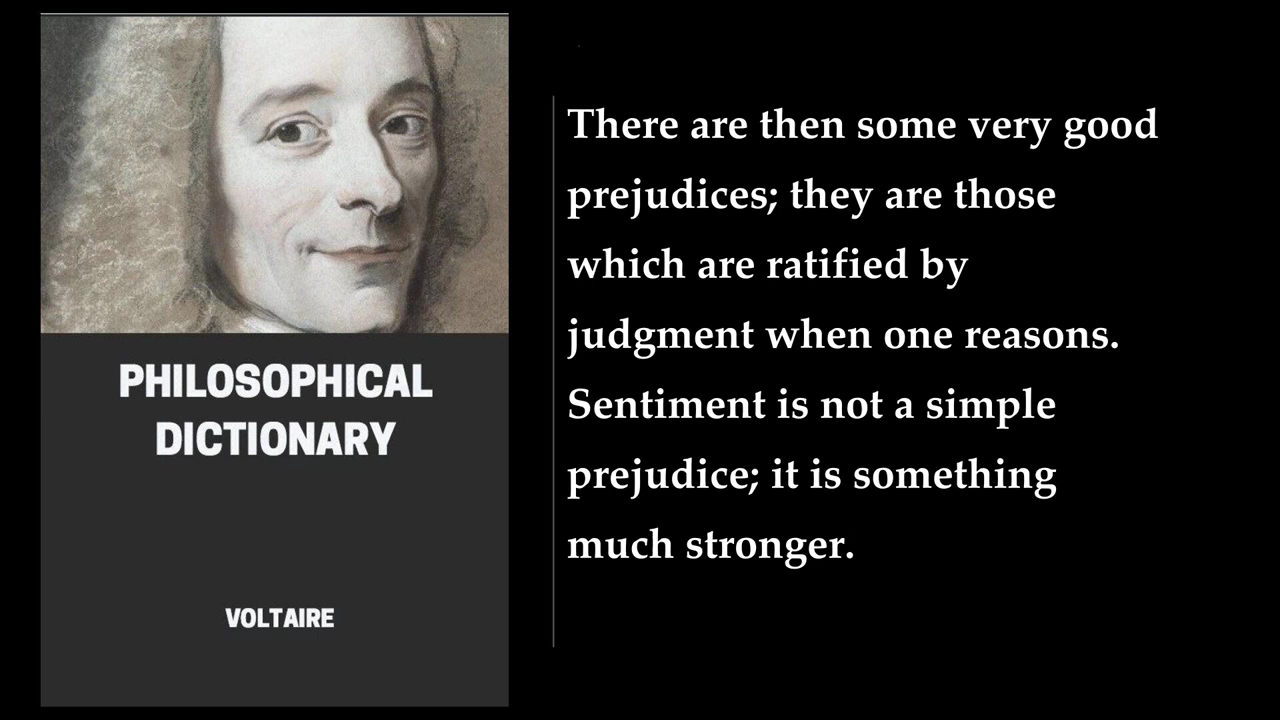 PHILOSOPHICAL
DICTIONARY
VOLTAIRE
There are then some very good
prejudices; they are those
which are ratified by
judgment when one reasons.
Sentiment is not a simple
prejudice; it is something
much stronger.